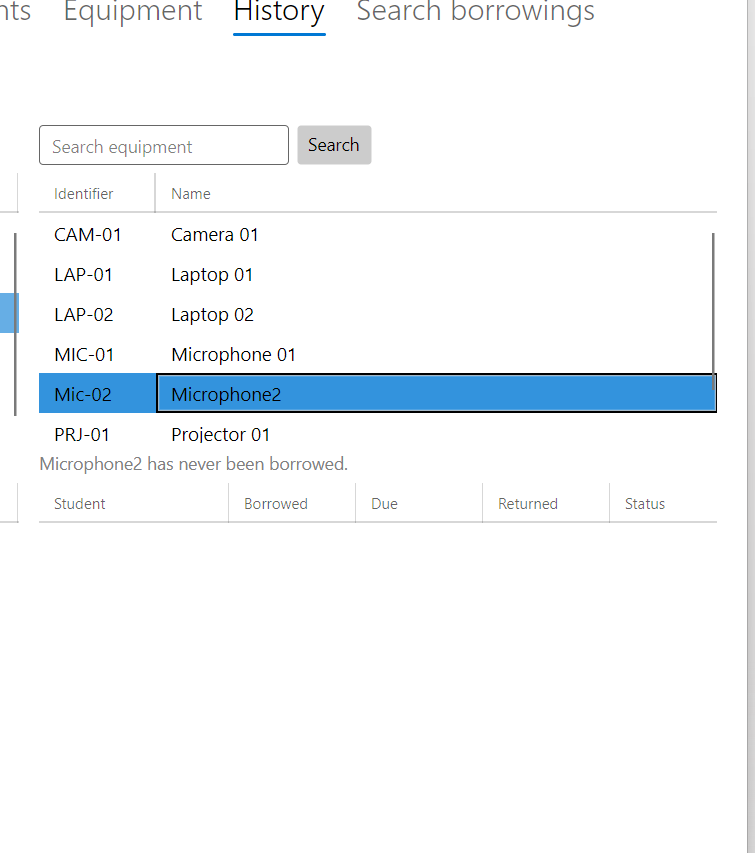 nts Equipment History Search borrowings
Search equipment Search
Identifier Name
CAM-01 Camera 01
LAP-01 Laptop 01
LAP-02 Laptop 02
MIC-01 Microphone 01
Mic-02 Microphone2
PRJ-01 Projector 01
Microphone2 has never been borrowed.
Student Borrowed Due Returned Status